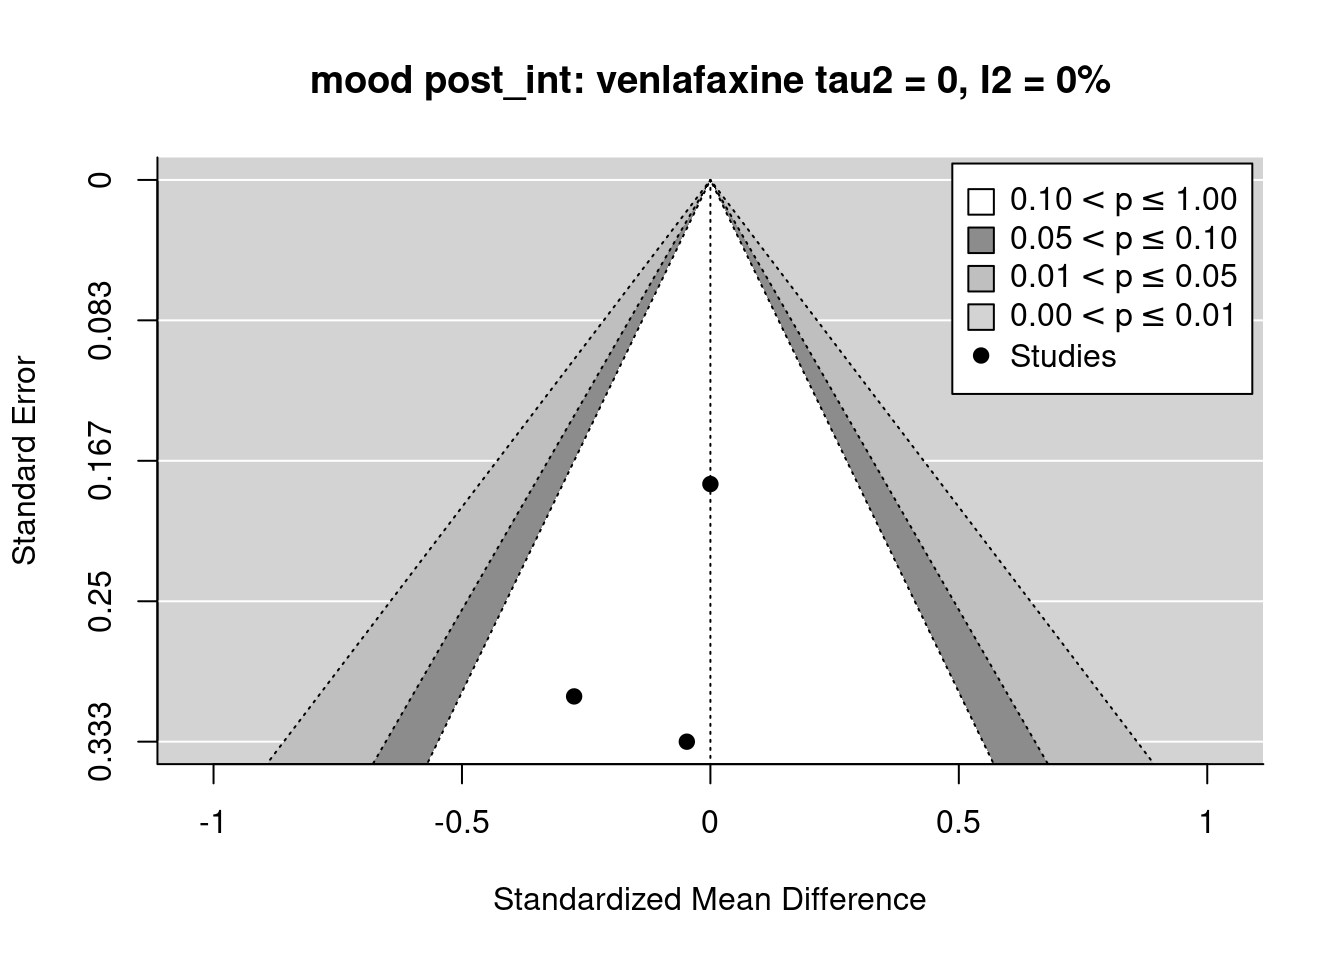 mood post_int: venlafaxine tau2 = 0, I2 = 0%
0.10 < p ≤ 1.00
0.05 < p ≤ 0.10
0.01 < p ≤ 0.05
0.00 < p ≤ 0.01
Studies
Standard Error
0
0.083
0.167
0.25
0.333
-1
-0.5
0
0.5
1
Standardized Mean Difference